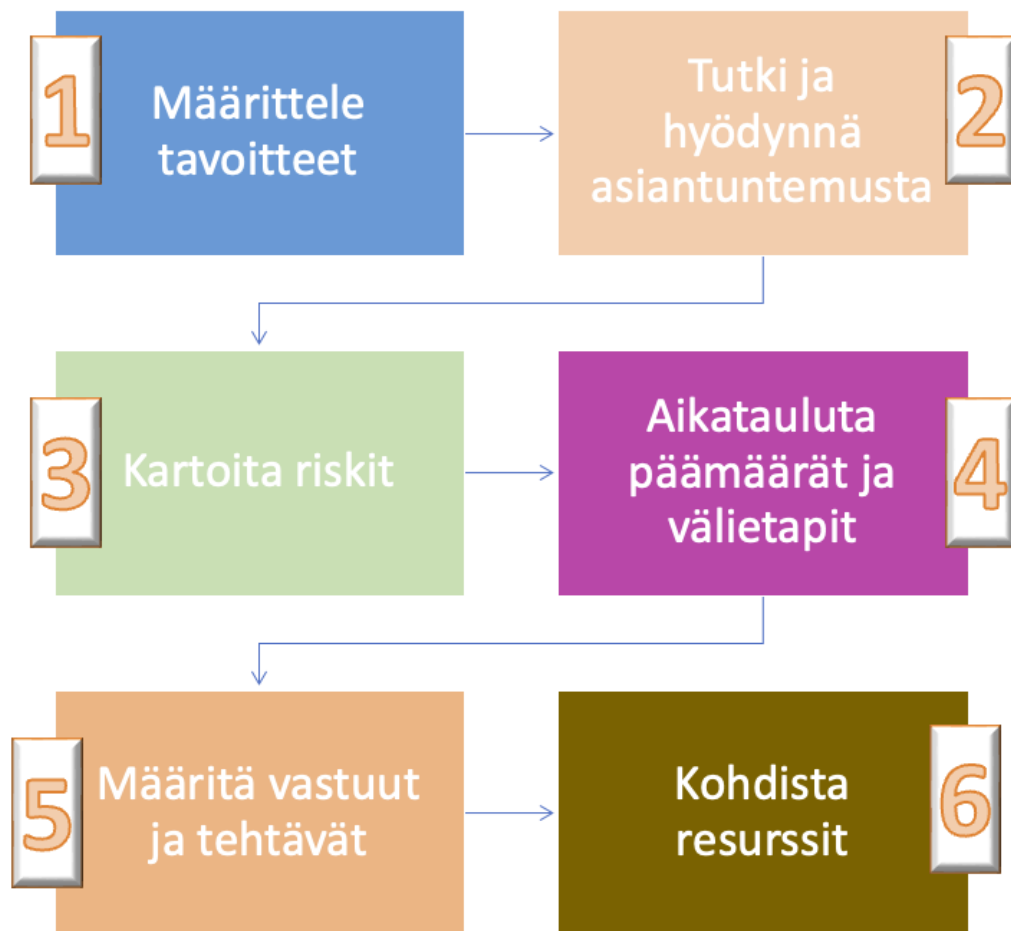 1
Määrittele
tavoitteet
Tutki ja
hyödynnä
asiantuntemusta
2
3
Kartoita riskit
Aikatauluta
päämäärät ja
välietapit
4
5
Määritä vastuut
ja tehtävät
Kohdista
resurssit
6